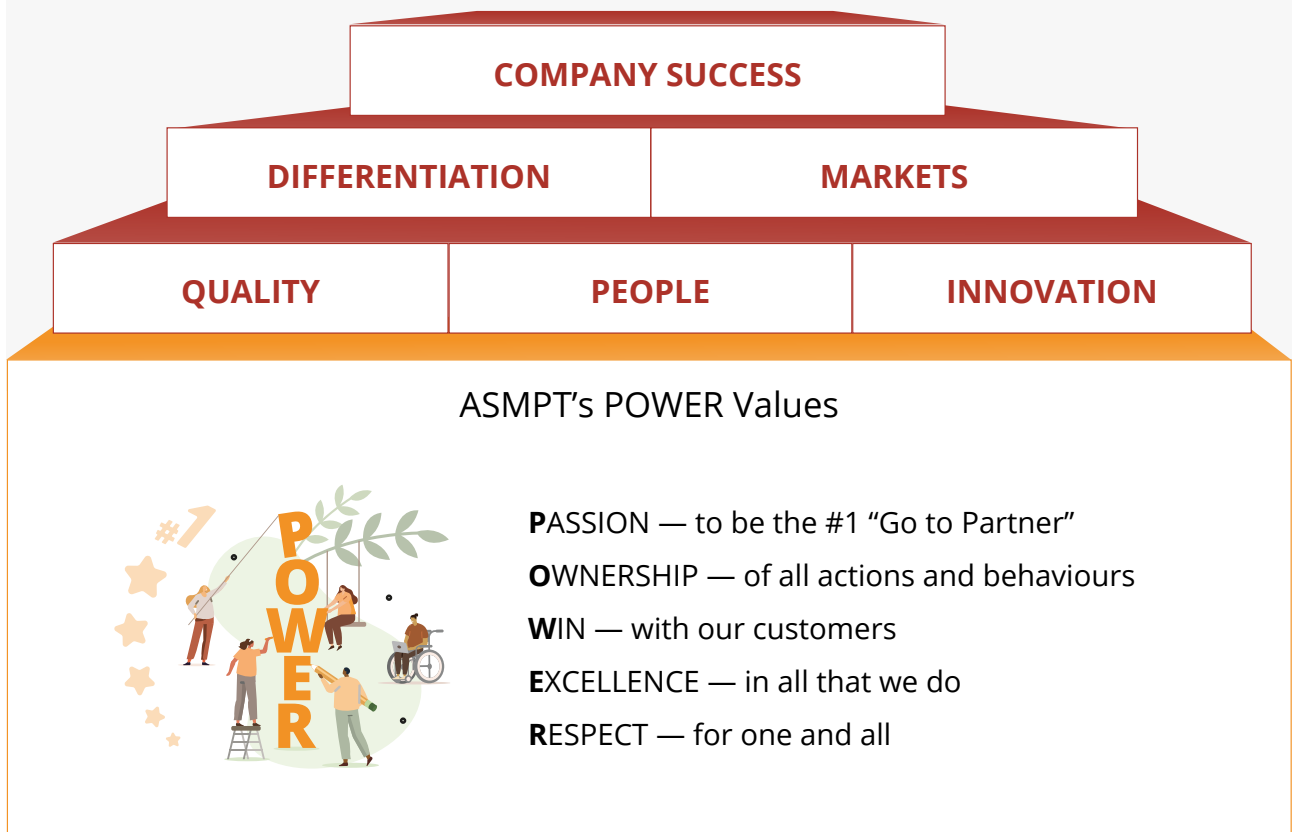 COMPANY SUCCESS
DIFFERENTIATION
MARKETS
QUALITY
PEOPLE
INNOVATION
ASMPT’s POWER Values
#1
POWER
PASSION — to be the #1 “Go to Partner”
OWNERSHIP — of all actions and behaviours
WIN — with our customers
EXCELLENCE — in all that we do
RESPECT — for one and all